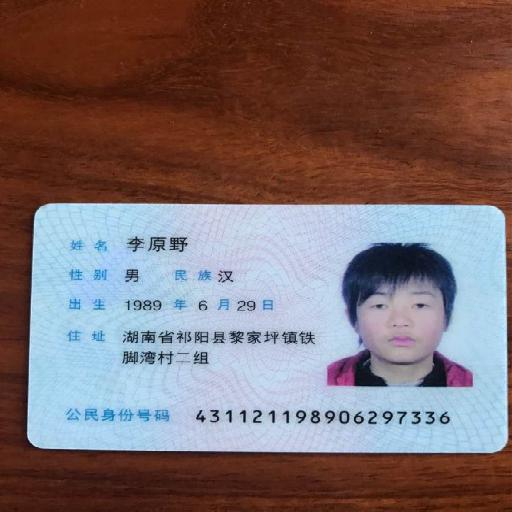 姓名 李原野
性别 男 民族 汉
出生 1989 年 6 月 29 日
住址 湖南省祁阳县黎家坪镇铁
脚湾村二组
公民身份号码 431121198906297336